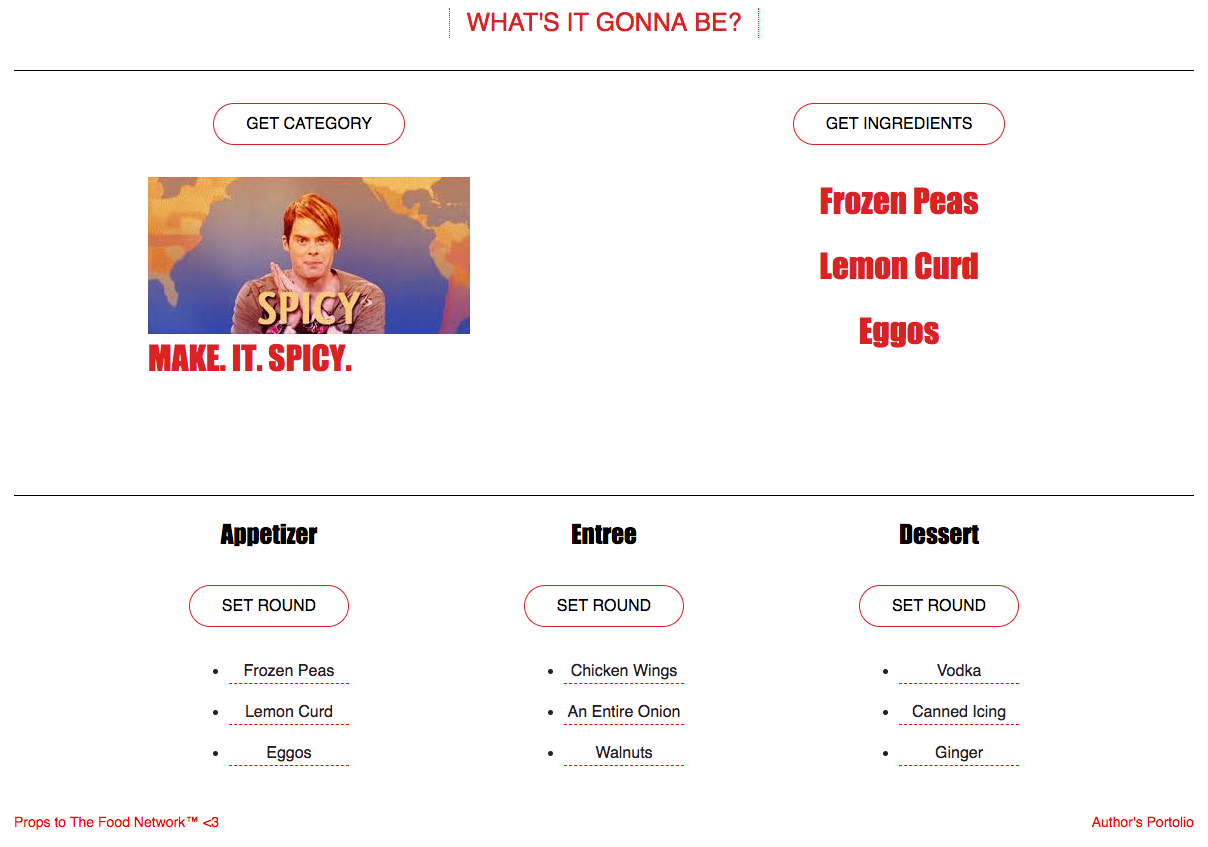 WHAT'S IT GONNA BE?
GET CATEGORY
SPICY
MAKE. IT. SPICY.
GET INGREDIENTS
Frozen Peas
Lemon Curd
Eggos
Appetizer
SET ROUND
Frozen Peas
Lemon Curd
Eggos
Entree
SET ROUND
Chicken Wings
An Entire Onion
Walnuts
Dessert
SET ROUND
Vodka
Canned Icing
Ginger
Props to The Food Network™ <3
Author's Portolio